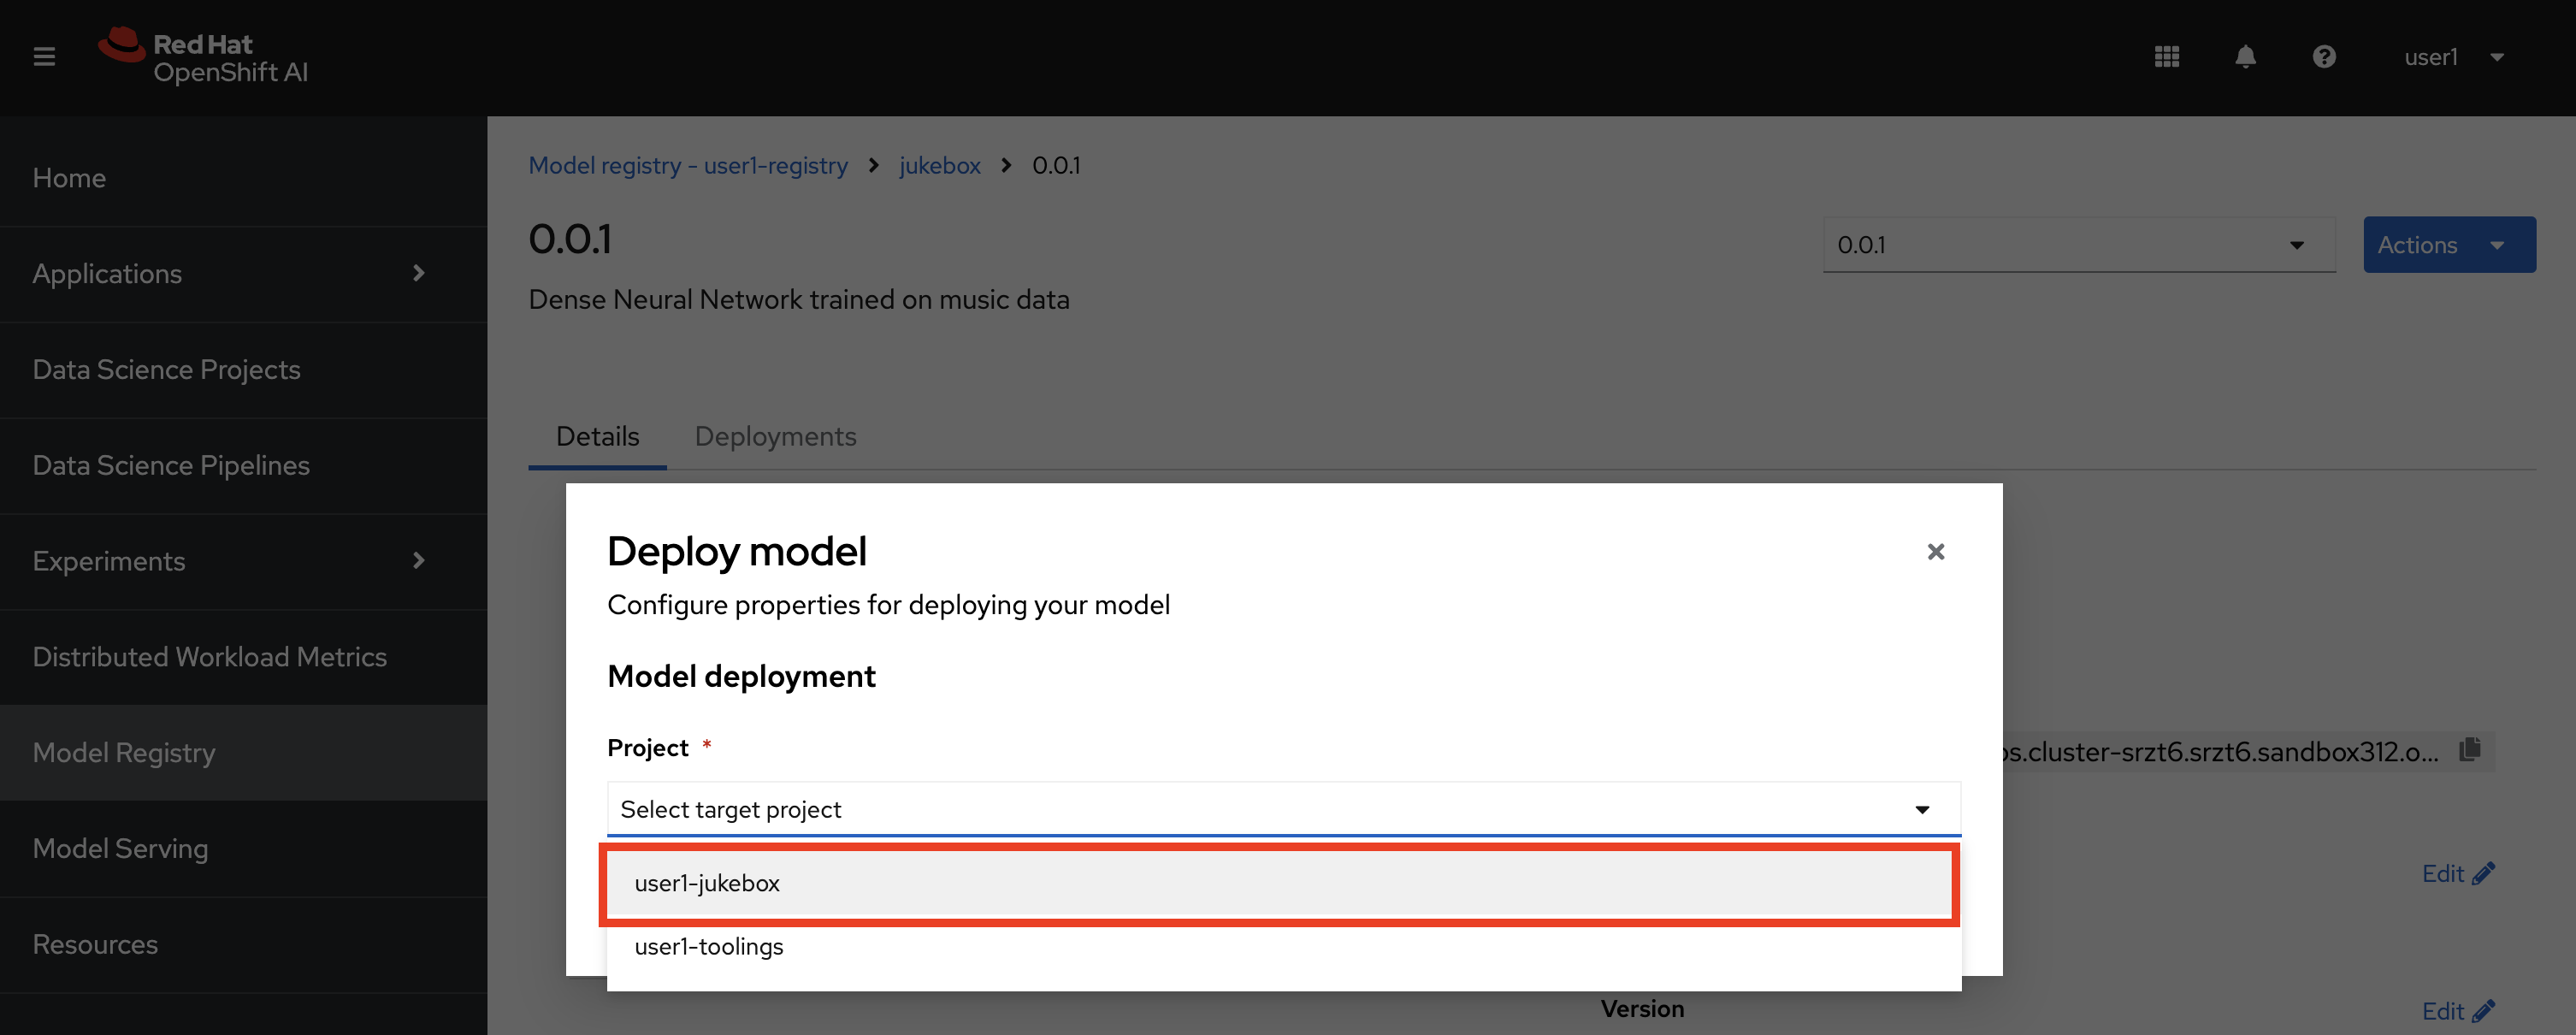 Red Hat
OpenShift AI
user1
Home
Applications
Data Science Projects
Data Science Pipelines
Experiments
Distributed Workload Metrics
Model Registry
Model Serving
Resources
Model registry - user1-registry > jukebox > 0.0.1
0.0.1
0.0.1
Actions
Dense Neural Network trained on music data
Details Deployments
Deploy model
Configure properties for deploying your model
Model deployment
Project *
Select target project
user1-jukebox
user1-toolings
os.cluster-srzt6.srzt6.sandbox312.o...
Edit
Version
Edit